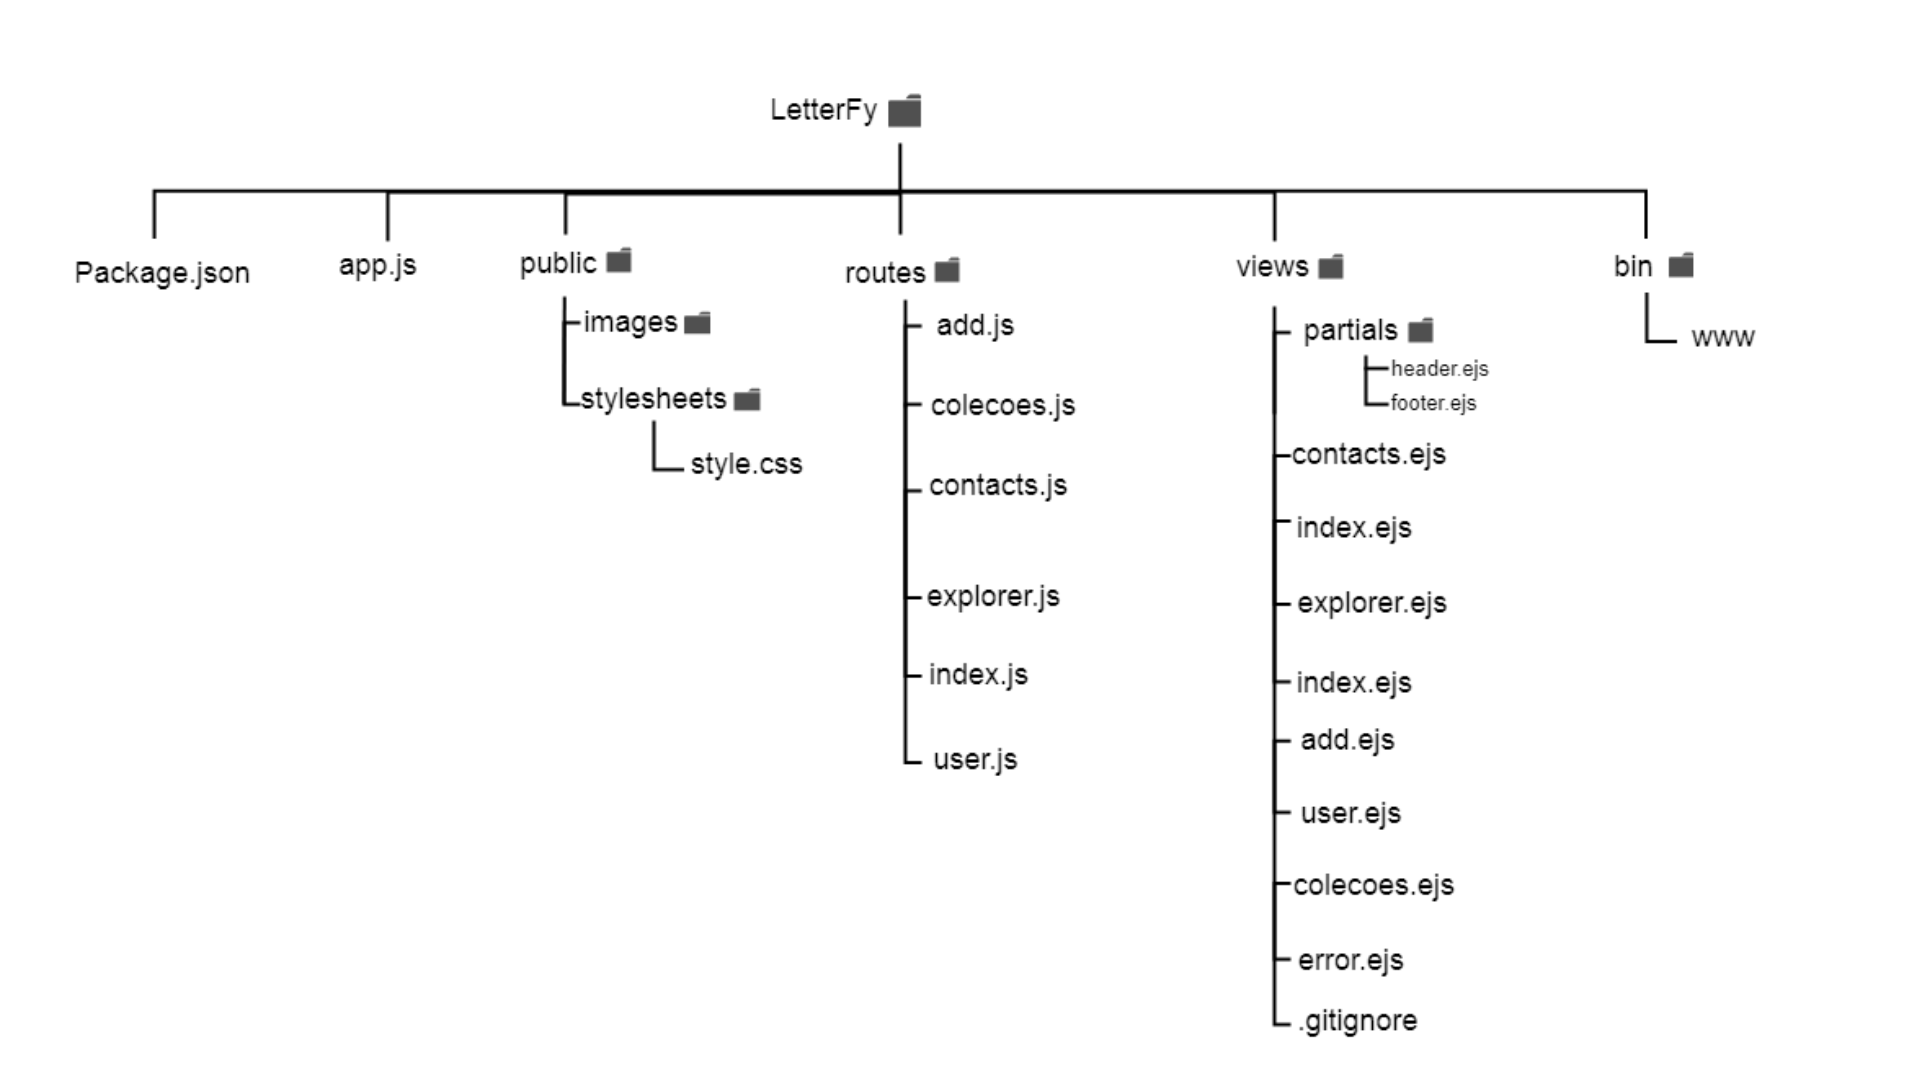 LetterFy
Package.json
app.js
public
images
stylesheets
style.css
routes
add.js
colecoes.js
contacts.js
explorer.js
index.js
user.js
views
partials
header.ejs
footer.ejs
contacts.ejs
index.ejs
explorer.ejs
index.ejs
add.ejs
user.ejs
colecoes.ejs
error.ejs
.gitignore
bin
www